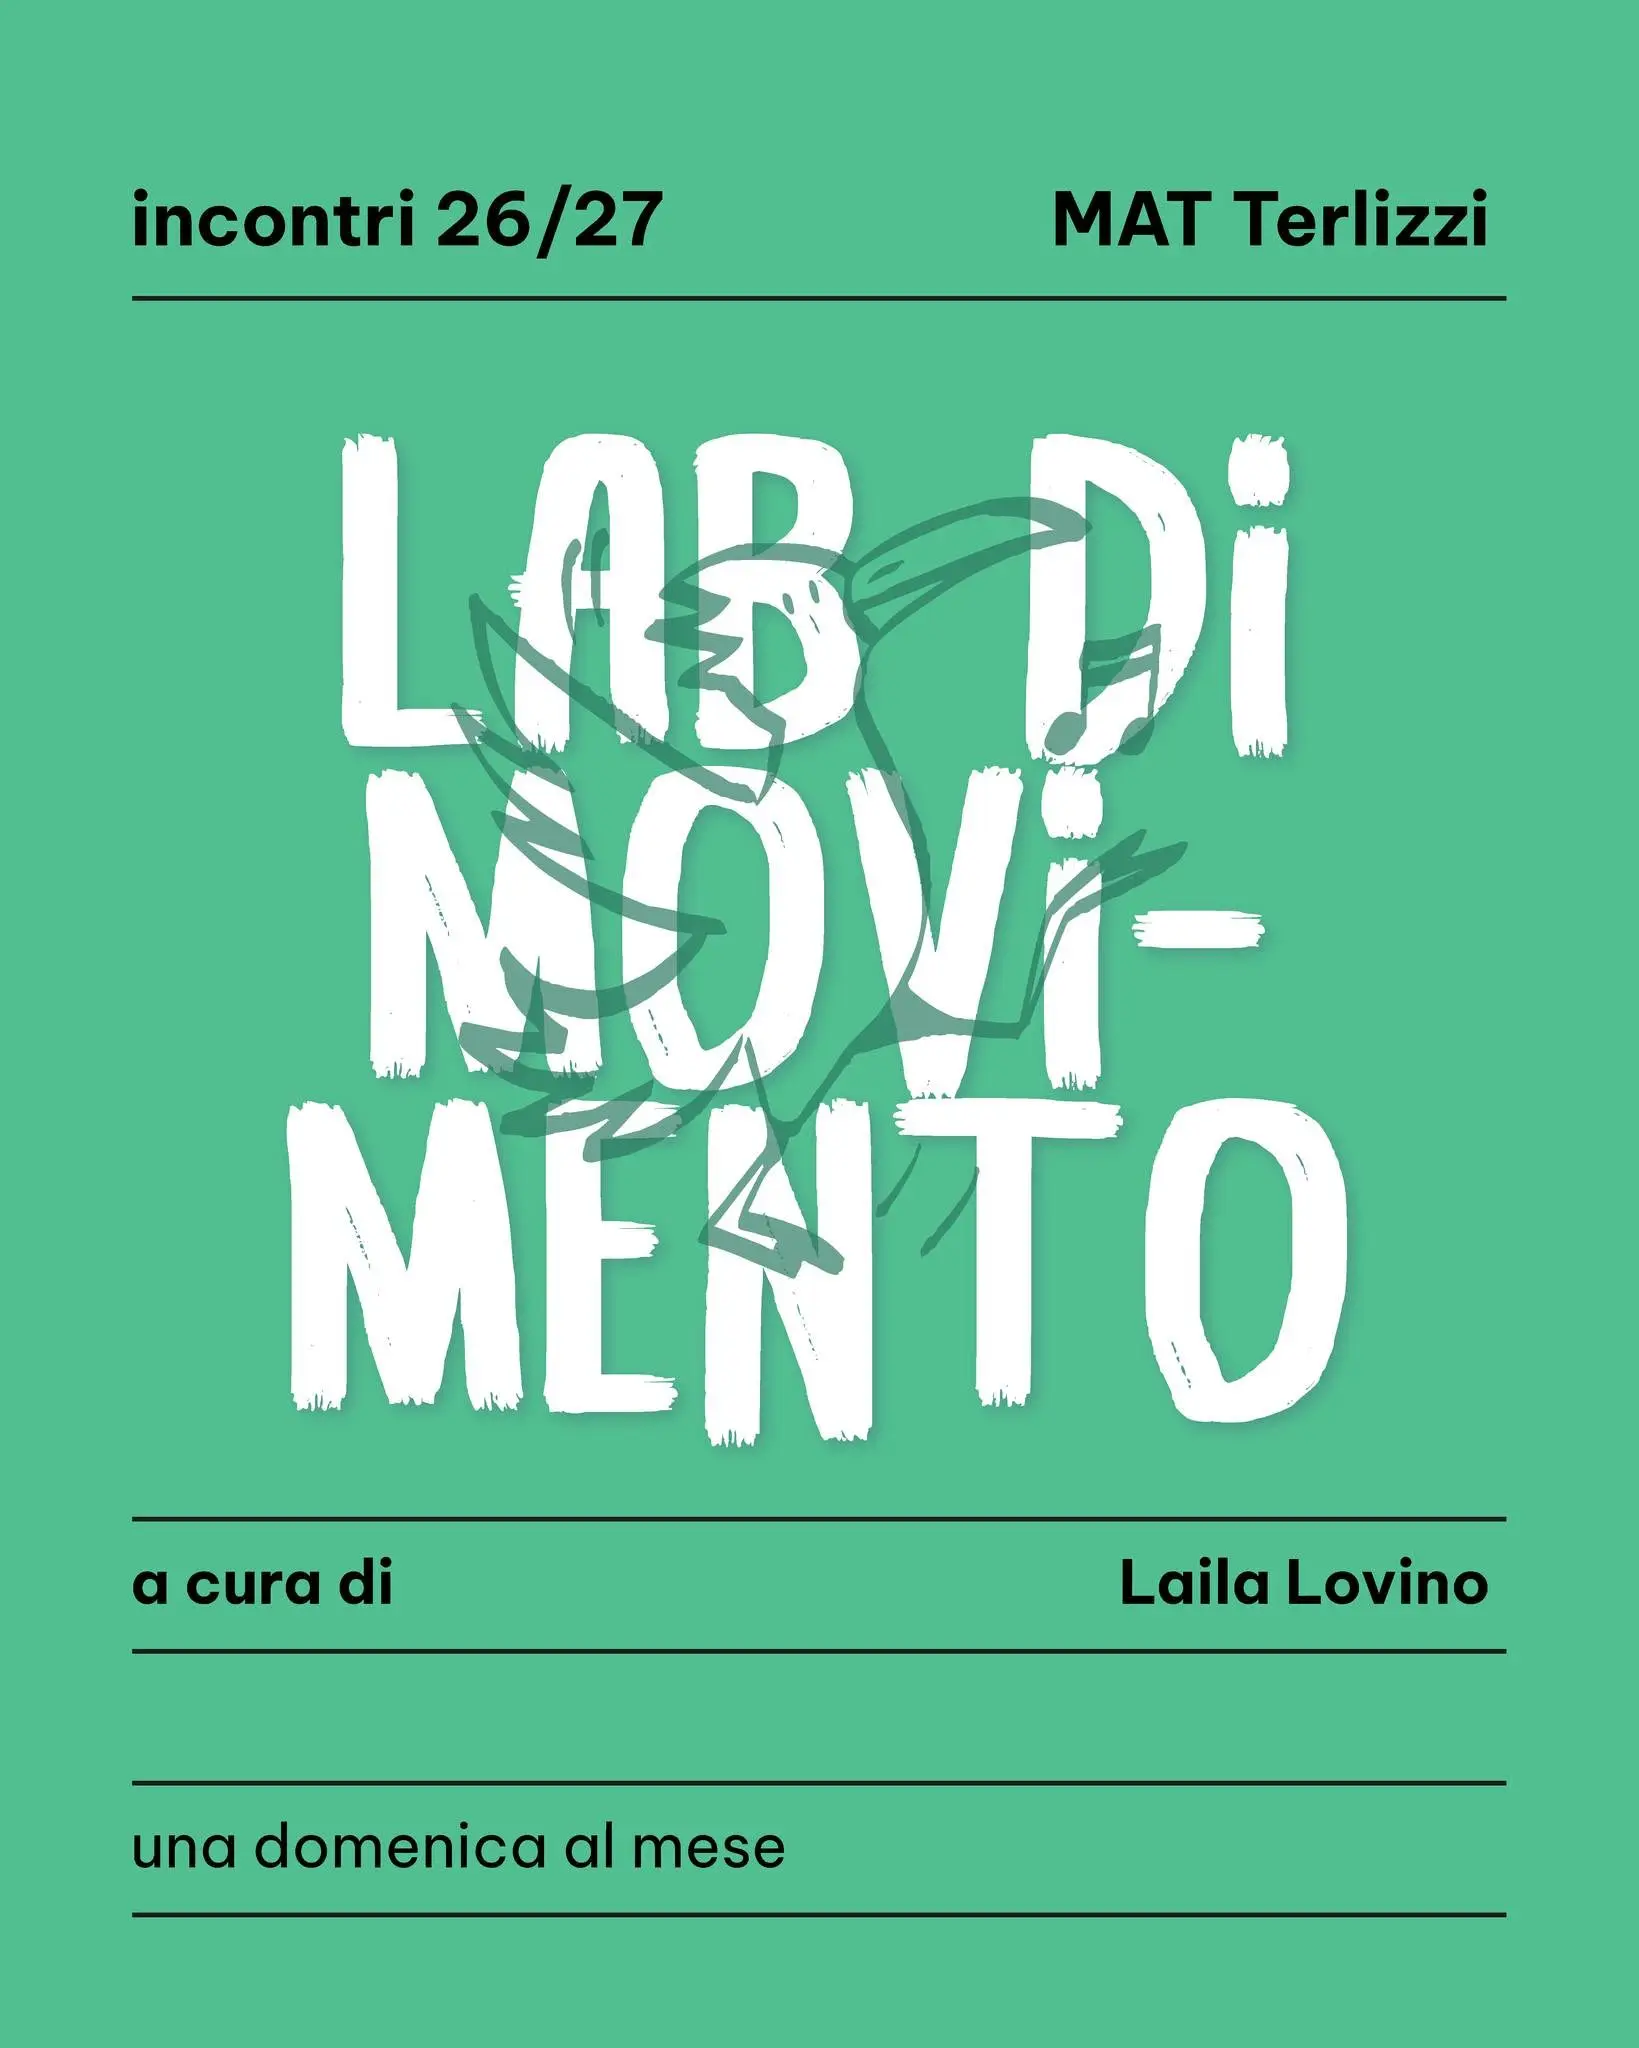 incontri 26/27
MAT Terlizzi
LAB Di
MOVi-
MENTO
a cura di
Laila Lovino
una domenica al mese